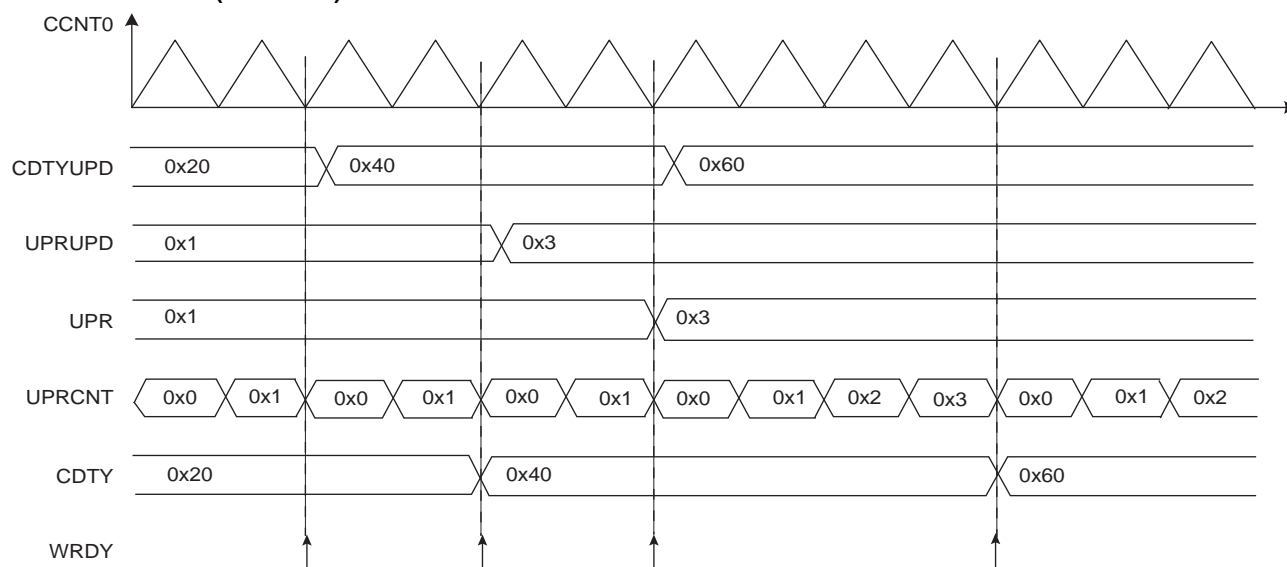 CCNT0
CDTYUPD 0x20 0x40 0x60
UPRUPD 0x1 0x3
UPR 0x1 0x3
UPRCNT 0x0 0x1 0x0 0x1 0x0 0x1 0x0 0x1 0x2 0x3 0x0 0x1 0x2
CDTY 0x20 0x40 0x60
WRDY